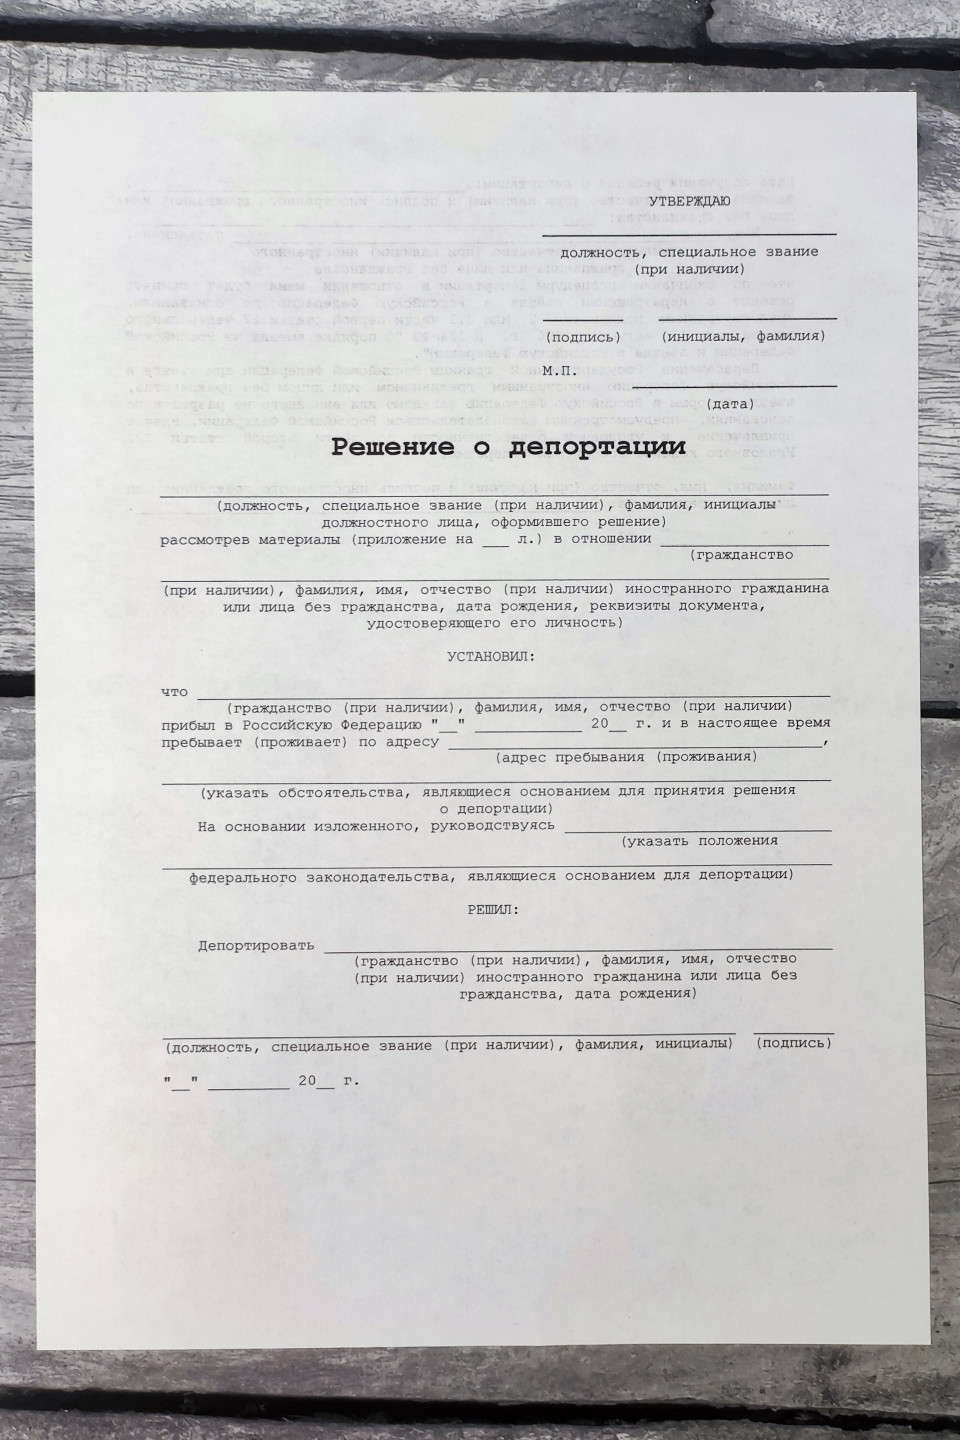 УТВЕРЖДАЮ
должность, специальное звание
(при наличии)
(подпись) (инициалы, фамилия)
М.П.
(дата)
Решение о депортации
(должность, специальное звание (при наличии), фамилия, инициалы
должностного лица, оформившего решение)
рассмотрев материалы (приложение на ___ л.) в отношении ___________________
(гражданство
(при наличии), фамилия, имя, отчество (при наличии) иностранного гражданина
или лица без гражданства, дата рождения, реквизиты документа,
удостоверяющего его личность)
УСТАНОВИЛ:
что
(гражданство (при наличии), фамилия, имя, отчество (при наличии)
прибыл в Российскую Федерацию "__" ____________ 20__ г. и в настоящее время
пребывает (проживает) по адресу __________________________________________,
(адрес пребывания (проживания)
(указать обстоятельства, являющиеся основанием для принятия решения
о депортации)
На основании изложенного, руководствуясь ______________________________
(указать положения
федерального законодательства, являющиеся основанием для депортации)
РЕШИЛ:
Депортировать
(гражданство (при наличии), фамилия, имя, отчество
(при наличии) иностранного гражданина или лица без
гражданства, дата рождения)
(должность, специальное звание (при наличии), фамилия, инициалы) (подпись)
"__" _________ 20__ г.